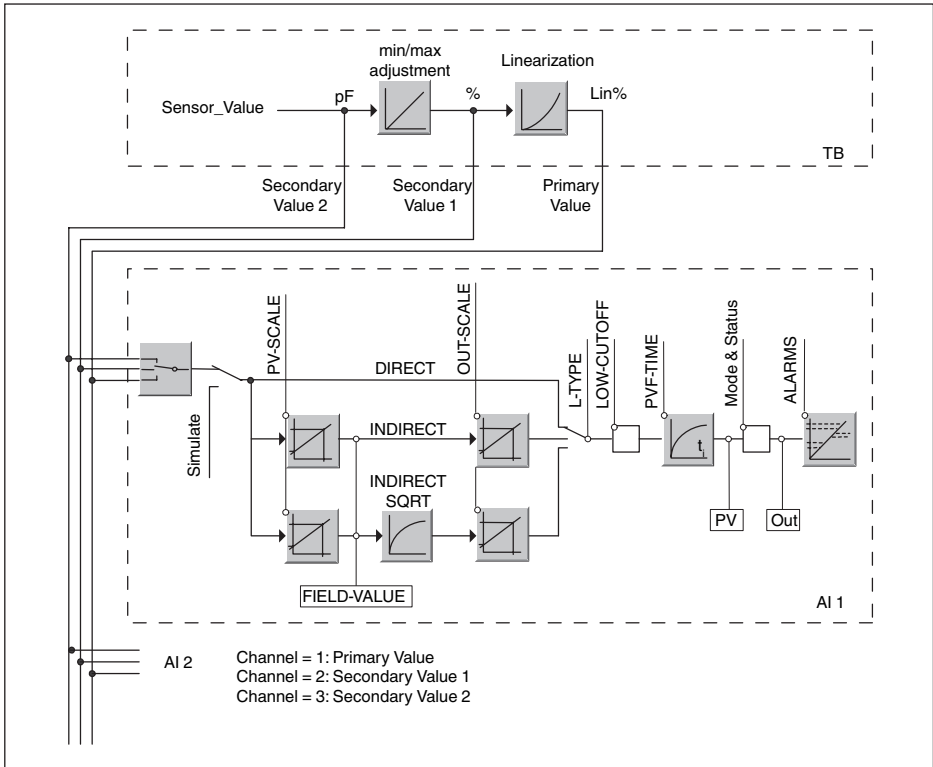 min/max
adjustment
Linearization
Sensor_Value
pF
%
Lin%
TB
Secondary
Value 2
Secondary
Value 1
Primary
Value
PV-SCALE
OUT-SCALE
L-TYPE
LOW-CUTOFF
PVF-TIME
Mode & Status
ALARMS
DIRECT
Simulate
INDIRECT
INDIRECT
SQRT
ti
PV
Out
FIELD-VALUE
AI 1
AI 2
Channel = 1: Primary Value
Channel = 2: Secondary Value 1
Channel = 3: Secondary Value 2